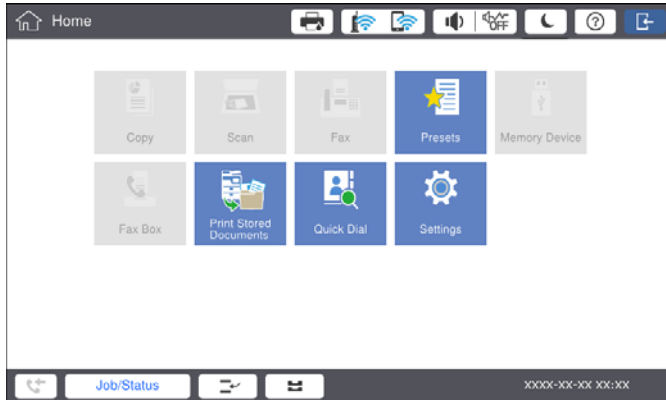 Home
OFF
?
Copy
Scan
Fax
Presets
Memory Device
Fax Box
Print Stored
Documents
Quick Dial
Settings
Job/Status
XXXX-XX-XX XX:XX